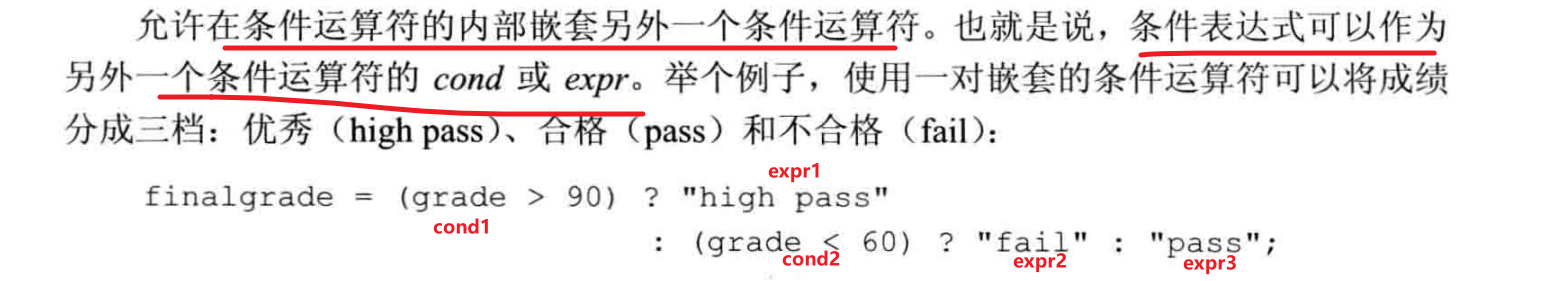 允许在条件运算符的内部嵌套另外一个条件运算符。也就是说，条件表达式可以作为
另外一个条件运算符的 cond 或 expr。举个例子，使用一对嵌套的条件运算符可以将成绩
分成三档：优秀（high pass）、合格（pass）和不合格（fail）：
expr1
finalgrade = (grade > 90) ? "high pass"
cond1
: (grade < 60) ? "fail" : "pass";
cond2 expr2 expr3